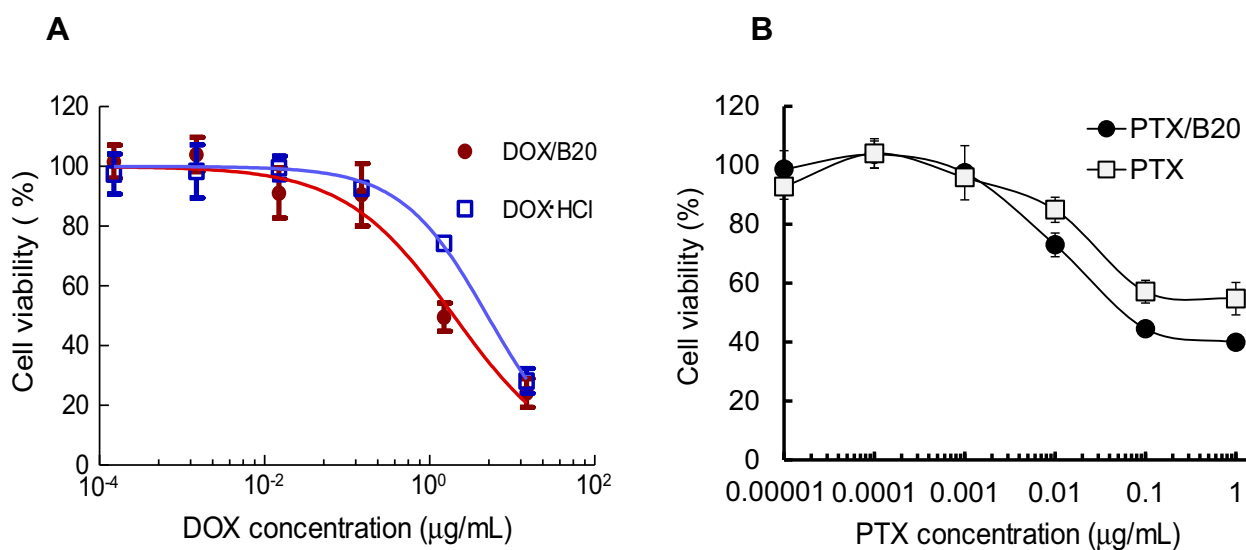 A
120
100
80
60
40
20
0
10⁻⁴
10⁻²
10⁰
10²
Cell viability ( %)
DOX concentration (μg/mL)
DOX/B20
DOX·HCl
B
120
100
80
60
40
20
0
0.00001
0.0001
0.001
0.01
0.1
1
Cell viability (%)
PTX concentration (μg/mL)
PTX/B20
PTX